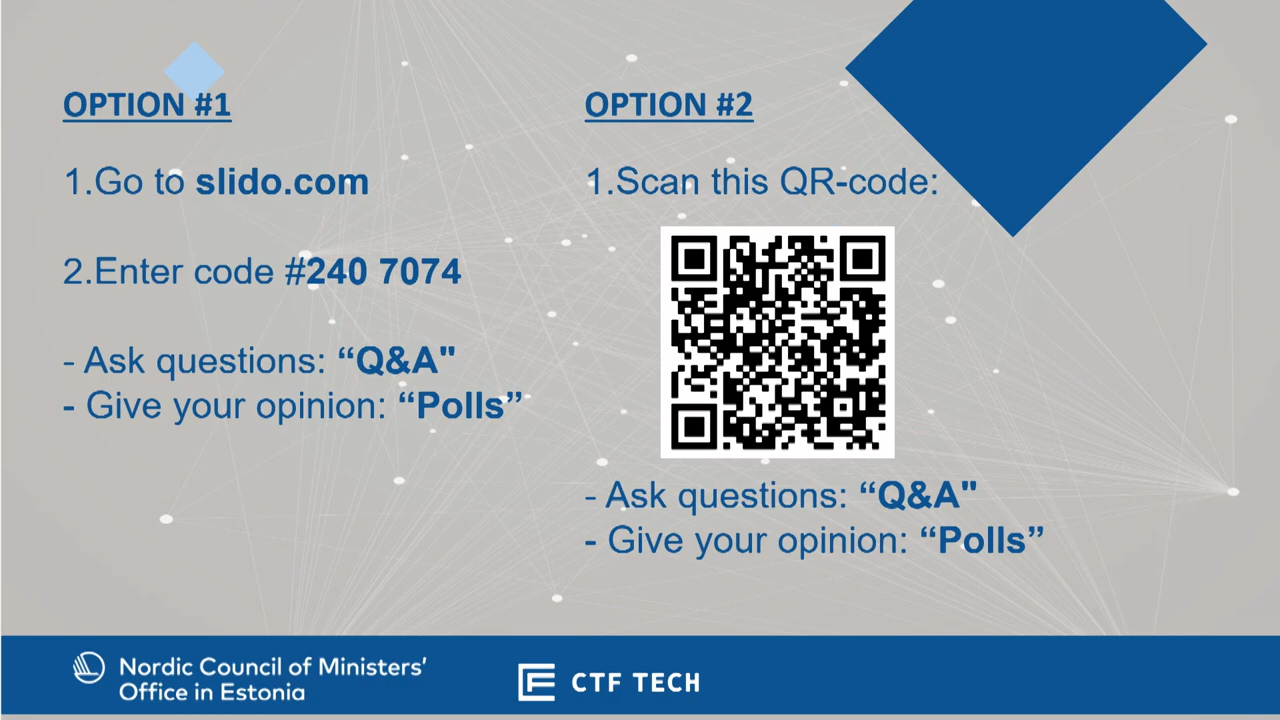 OPTION #1
1.Go to slido.com
2.Enter code #240 7074
- Ask questions: “Q&A"
- Give your opinion: “Polls”
OPTION #2
1.Scan this QR-code:
- Ask questions: “Q&A"
- Give your opinion: “Polls”
Nordic Council of Ministers’
Office in Estonia
CTF TECH